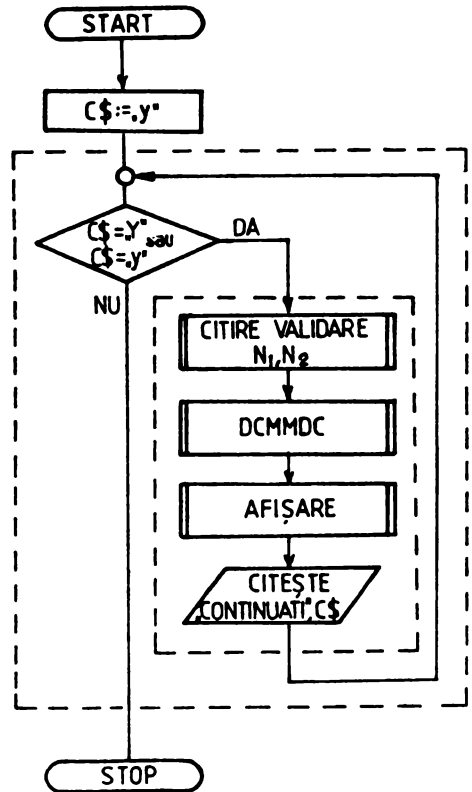 START
C$:=„y"
C$=„Y"
sau
C$=„y"
DA
NU
CITIRE VALIDARE
N1,N2
DCMMDC
AFIȘARE
CITEȘTE
„CONTINUATI",C$
STOP